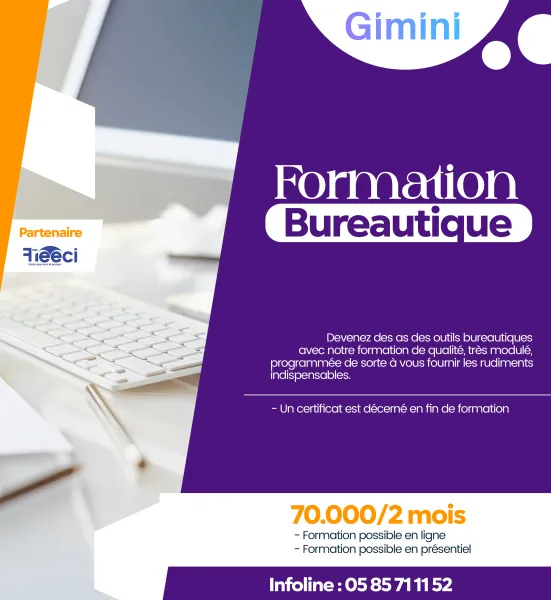 Gimini
Formation
Bureautique
Partenaire
Fieeci
Devenez des as des outils bureautiques
avec notre formation de qualité, très modulé,
programmée de sorte à vous fournir les rudiments
indispensables.
- Un certificat est décerné en fin de formation
70.000/2 mois
- Formation possible en ligne
- Formation possible en présentiel
Infoline : 05 85 71 11 52